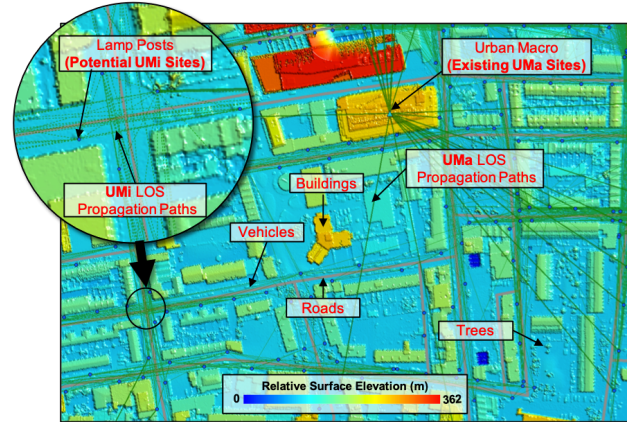 Lamp Posts
(Potential UMi Sites)
Urban Macro
(Existing UMa Sites)
UMi LOS
Propagation Paths
Buildings
UMa LOS
Propagation Paths
Vehicles
Roads
Trees
Relative Surface Elevation (m)
0
362